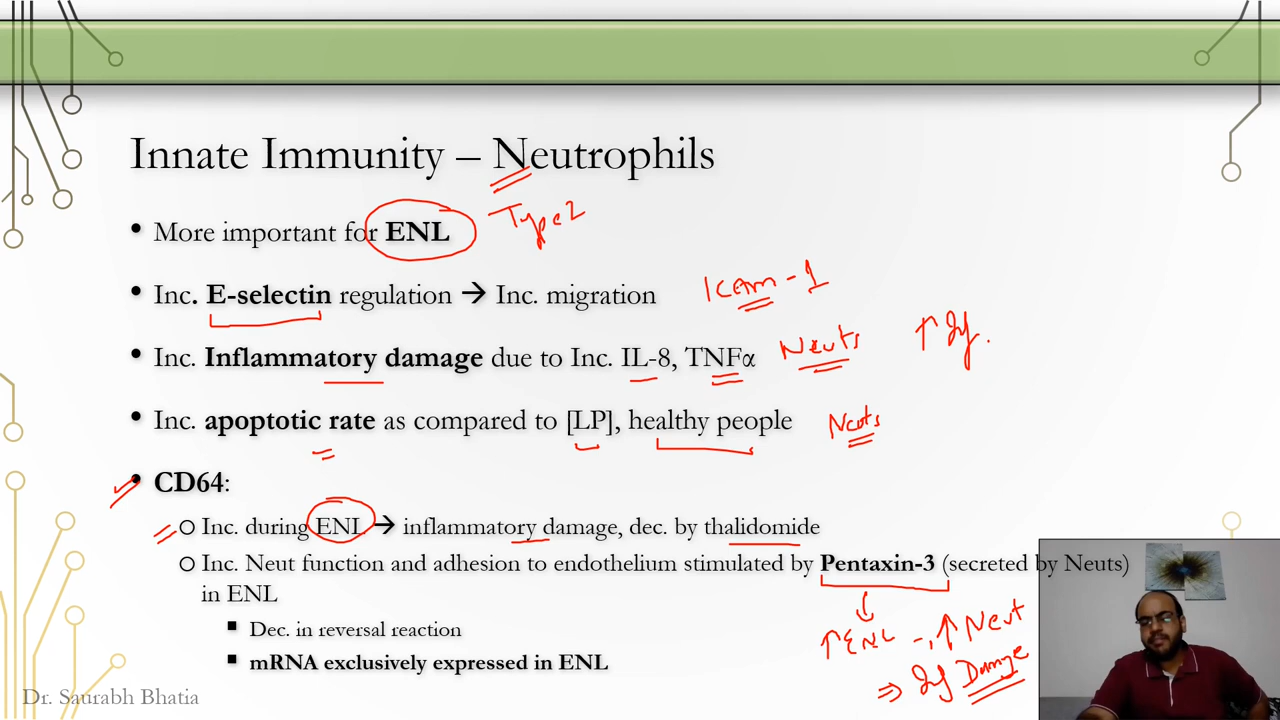 Innate Immunity – Neutrophils
• More important for ENL Type 2
• Inc. E-selectin regulation → Inc. migration ICAM-1
• Inc. Inflammatory damage due to Inc. IL-8, TNFα Neuts ↑
• Inc. apoptotic rate as compared to [LP], healthy people Neuts
• CD64:
○ Inc. during ENL → inflammatory damage, dec. by thalidomide
○ Inc. Neut function and adhesion to endothelium stimulated by Pentaxin-3 (secreted by Neuts)
in ENL
▪ Dec. in reversal reaction
▪ mRNA exclusively expressed in ENL
↑ ENL ↑ Neut
⇒ Damage
Dr. Saurabh Bhatia